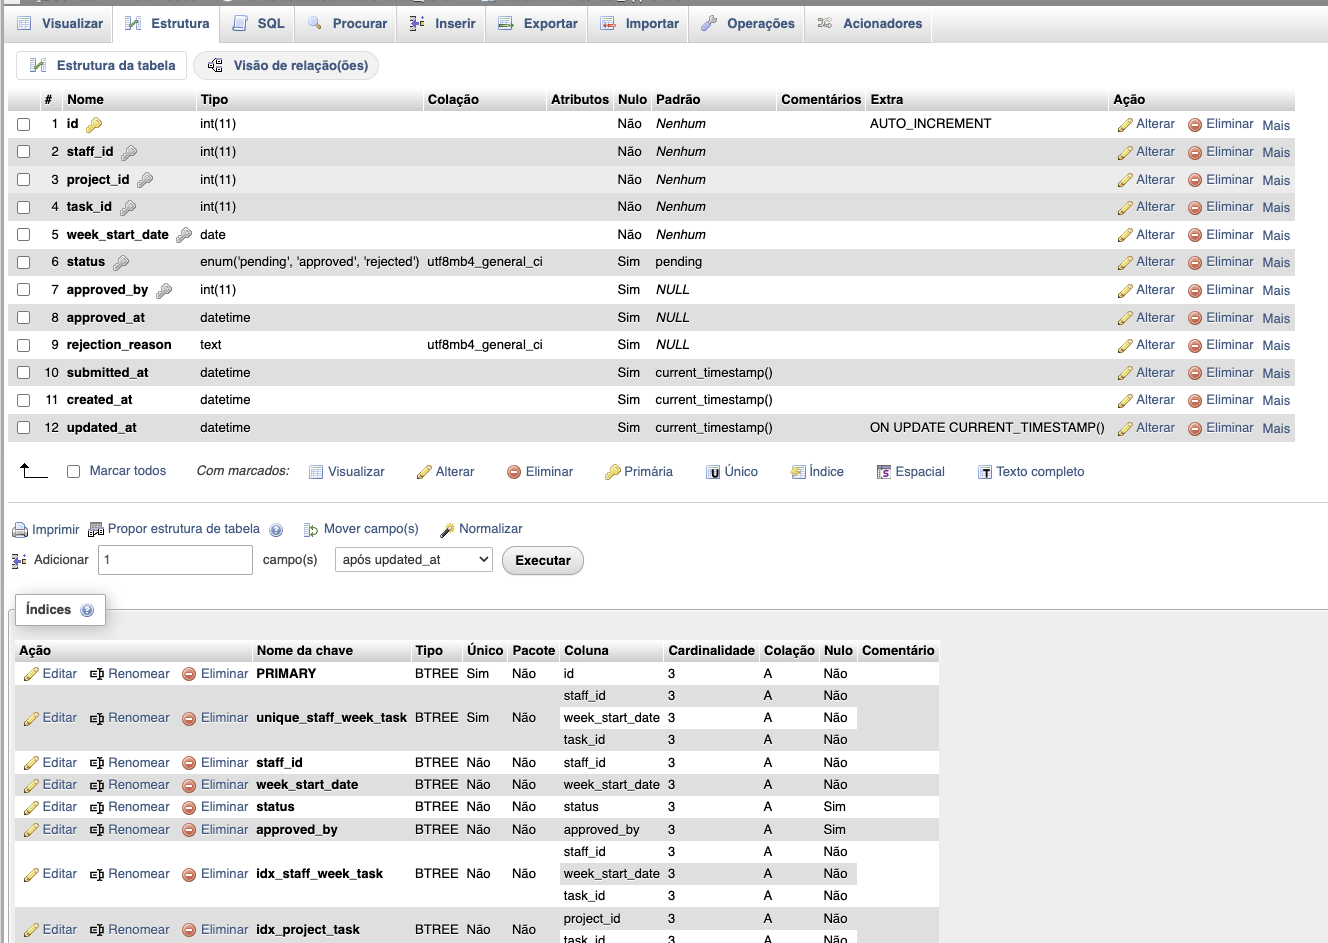 Visualizar Estrutura SQL Procurar Inserir Exportar Importar Operações Acionadores
Estrutura da tabela Visão de relação(ões)
# Nome Tipo Colação Atributos Nulo Padrão Comentários Extra Ação
1 id int(11) Não Nenhum AUTO_INCREMENT Alterar Eliminar Mais
2 staff_id int(11) Não Nenhum Alterar Eliminar Mais
3 project_id int(11) Não Nenhum Alterar Eliminar Mais
4 task_id int(11) Não Nenhum Alterar Eliminar Mais
5 week_start_date date Não Nenhum Alterar Eliminar Mais
6 status enum('pending', 'approved', 'rejected') utf8mb4_general_ci Sim pending Alterar Eliminar Mais
7 approved_by int(11) Sim NULL Alterar Eliminar Mais
8 approved_at datetime Sim NULL Alterar Eliminar Mais
9 rejection_reason text utf8mb4_general_ci Sim NULL Alterar Eliminar Mais
10 submitted_at datetime Sim current_timestamp() Alterar Eliminar Mais
11 created_at datetime Sim current_timestamp() Alterar Eliminar Mais
12 updated_at datetime Sim current_timestamp() ON UPDATE CURRENT_TIMESTAMP() Alterar Eliminar Mais
Marcar todos Com marcados: Visualizar Alterar Eliminar Primária U Único Índice S Espacial T Texto completo
Imprimir Propor estrutura de tabela Mover campo(s) Normalizar
Adicionar 1 campo(s) após updated_at Executar
Índices
Ação Nome da chave Tipo Único Pacote Coluna Cardinalidade Colação Nulo Comentário
Editar Renomear Eliminar PRIMARY BTREE Sim Não id 3 A Não
staff_id 3 A Não
Editar Renomear Eliminar unique_staff_week_task BTREE Sim Não week_start_date 3 A Não
task_id 3 A Não
Editar Renomear Eliminar staff_id BTREE Não Não staff_id 3 A Não
Editar Renomear Eliminar week_start_date BTREE Não Não week_start_date 3 A Não
Editar Renomear Eliminar status BTREE Não Não status 3 A Sim
Editar Renomear Eliminar approved_by BTREE Não Não approved_by 3 A Sim
staff_id 3 A Não
Editar Renomear Eliminar idx_staff_week_task BTREE Não Não week_start_date 3 A Não
task_id 3 A Não
project_id 3 A Não
Editar Renomear Eliminar idx_project_task BTREE Não Não
task_id 3 A Não